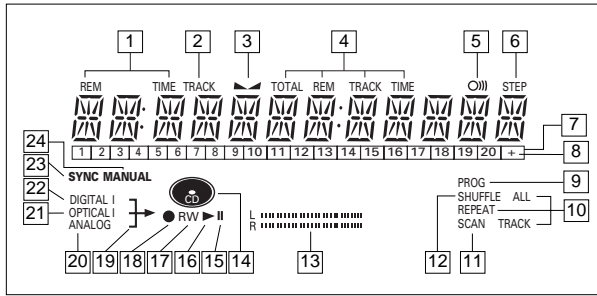 1 2 3 4 5 6
REM TIME TRACK TOTAL REM TRACK TIME STEP
1 2 3 4 5 6 7 8 9 10 11 12 13 14 15 16 17 18 19 20 +
7
8
24
23 SYNC MANUAL
22 DIGITAL I
21 OPTICAL I
ANALOG
CD
RW
L
R
PROG 9
SHUFFLE ALL
REPEAT 10
SCAN TRACK
20 19 18 17 16 15 14 13 12 11